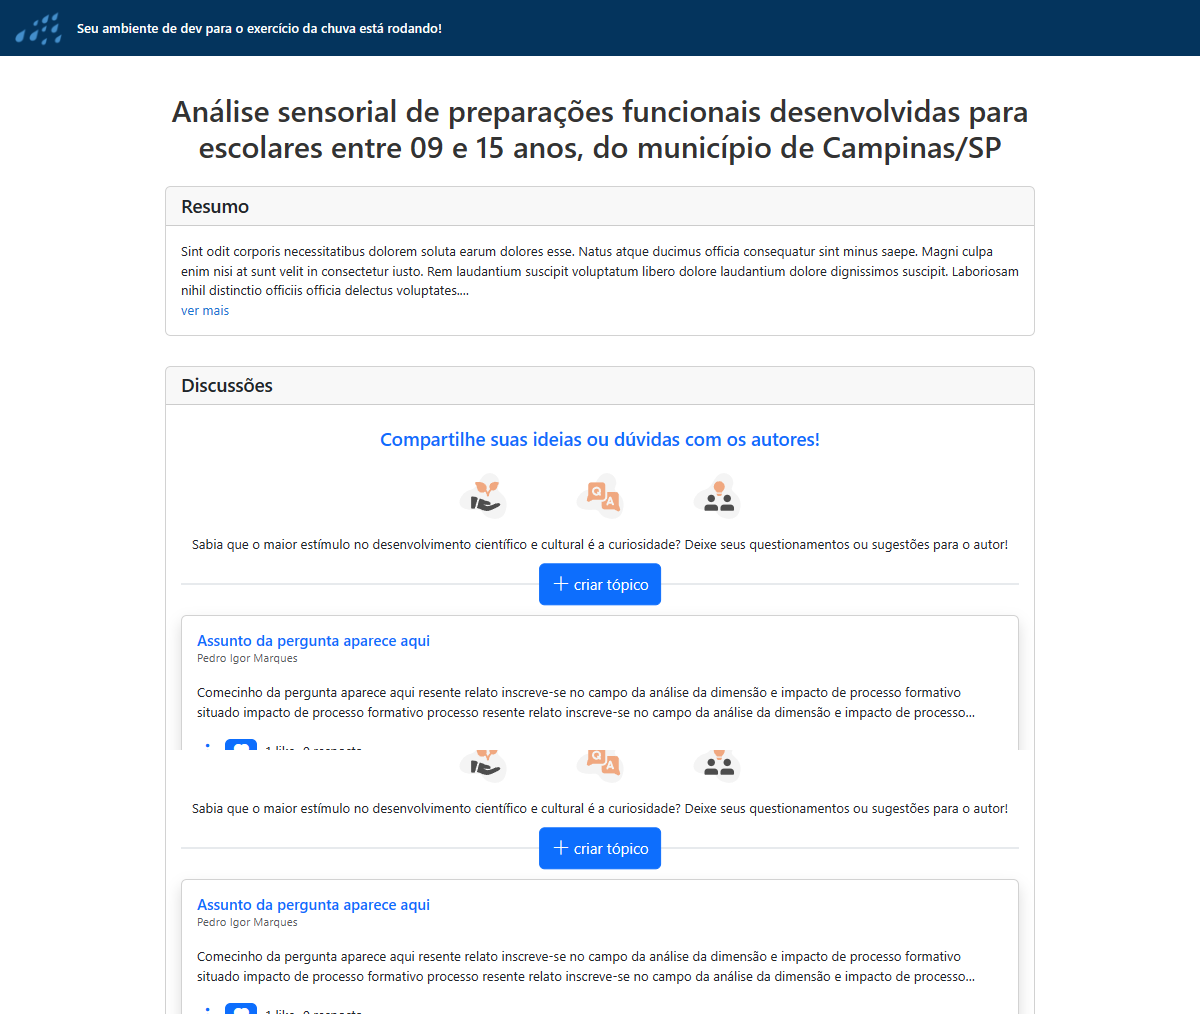 Seu ambiente de dev para o exercício da chuva está rodando!
Análise sensorial de preparações funcionais desenvolvidas para
escolares entre 09 e 15 anos, do município de Campinas/SP
Resumo
Sint odit corporis necessitatibus dolorem soluta earum dolores esse. Natus atque ducimus officia consequatur sint minus saepe. Magni culpa
enim nisi at sunt velit in consectetur iusto. Rem laudantium suscipit voluptatum libero dolore laudantium dolore dignissimos suscipit. Laboriosam
nihil distinctio officiis officia delectus voluptates....
ver mais
Discussões
Compartilhe suas ideias ou dúvidas com os autores!
Q A
Sabia que o maior estímulo no desenvolvimento científico e cultural é a curiosidade? Deixe seus questionamentos ou sugestões para o autor!
criar tópico
Assunto da pergunta aparece aqui
Pedro Igor Marques
Comecinho da pergunta aparece aqui resente relato inscreve-se no campo da análise da dimensão e impacto de processo formativo
situado impacto de processo formativo processo resente relato inscreve-se no campo da análise da dimensão e impacto de processo...
1 like
Q A
Sabia que o maior estímulo no desenvolvimento científico e cultural é a curiosidade? Deixe seus questionamentos ou sugestões para o autor!
criar tópico
Assunto da pergunta aparece aqui
Pedro Igor Marques
Comecinho da pergunta aparece aqui resente relato inscreve-se no campo da análise da dimensão e impacto de processo formativo
situado impacto de processo formativo processo resente relato inscreve-se no campo da análise da dimensão e impacto de processo...
1 like